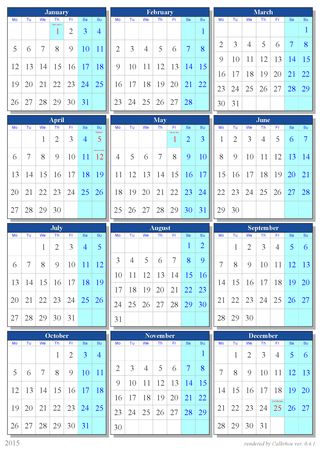 January
Mo Tu We Th Fr Sa Su
1 2 3 4
5 6 7 8 9 10 11
12 13 14 15 16 17 18
19 20 21 22 23 24 25
26 27 28 29 30 31
February
Mo Tu We Th Fr Sa Su
1
2 3 4 5 6 7 8
9 10 11 12 13 14 15
16 17 18 19 20 21 22
23 24 25 26 27 28
March
Mo Tu We Th Fr Sa Su
1
2 3 4 5 6 7 8
9 10 11 12 13 14 15
16 17 18 19 20 21 22
23 24 25 26 27 28 29
30 31
April
Mo Tu We Th Fr Sa Su
1 2 3 4 5
6 7 8 9 10 11 12
13 14 15 16 17 18 19
20 21 22 23 24 25 26
27 28 29 30
May
Mo Tu We Th Fr Sa Su
1 2 3
4 5 6 7 8 9 10
11 12 13 14 15 16 17
18 19 20 21 22 23 24
25 26 27 28 29 30 31
June
Mo Tu We Th Fr Sa Su
1 2 3 4 5 6 7
8 9 10 11 12 13 14
15 16 17 18 19 20 21
22 23 24 25 26 27 28
29 30
July
Mo Tu We Th Fr Sa Su
1 2 3 4 5
6 7 8 9 10 11 12
13 14 15 16 17 18 19
20 21 22 23 24 25 26
27 28 29 30 31
August
Mo Tu We Th Fr Sa Su
1 2
3 4 5 6 7 8 9
10 11 12 13 14 15 16
17 18 19 20 21 22 23
24 25 26 27 28 29 30
31
September
Mo Tu We Th Fr Sa Su
1 2 3 4 5 6
7 8 9 10 11 12 13
14 15 16 17 18 19 20
21 22 23 24 25 26 27
28 29 30
October
Mo Tu We Th Fr Sa Su
1 2 3 4
5 6 7 8 9 10 11
12 13 14 15 16 17 18
19 20 21 22 23 24 25
26 27 28 29 30 31
November
Mo Tu We Th Fr Sa Su
1
2 3 4 5 6 7 8
9 10 11 12 13 14 15
16 17 18 19 20 21 22
23 24 25 26 27 28 29
30
December
Mo Tu We Th Fr Sa Su
1 2 3 4 5 6
7 8 9 10 11 12 13
14 15 16 17 18 19 20
21 22 23 24 25 26 27
28 29 30 31
2015
rendered by Callirhoe ver. 0.4.1